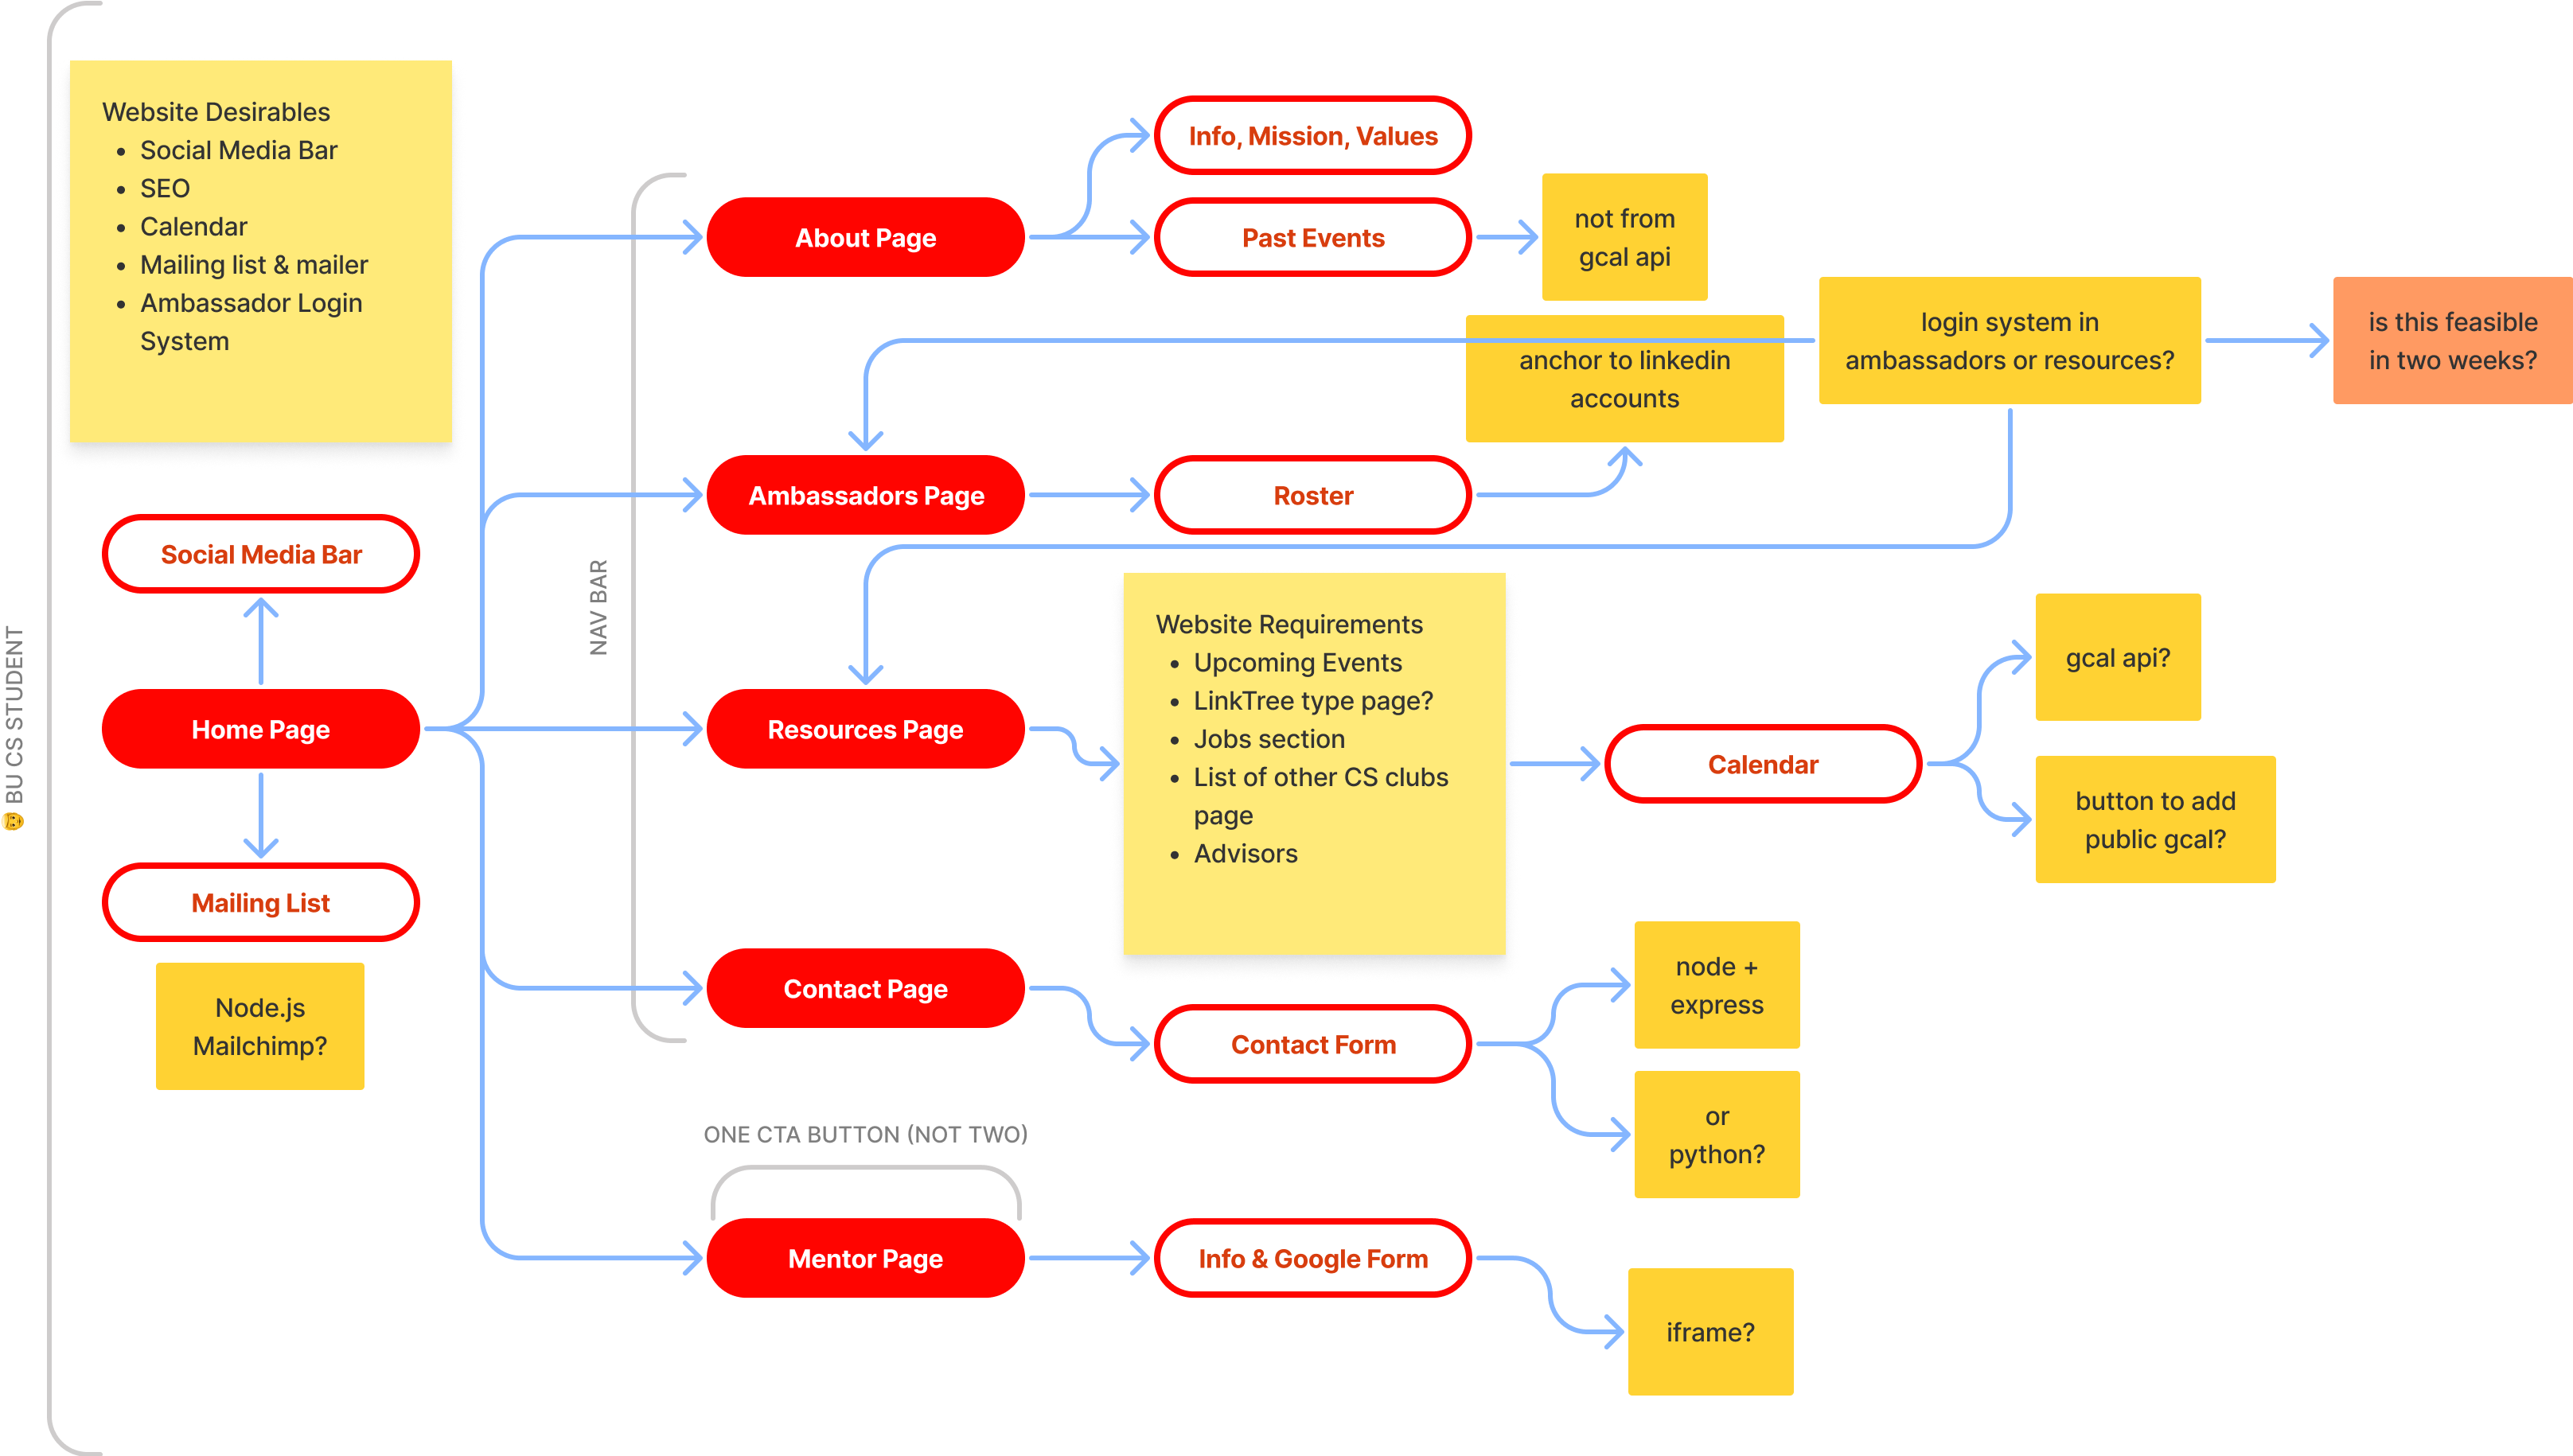 Website Desirables
• Social Media Bar
• SEO
• Calendar
• Mailing list & mailer
• Ambassador Login
System
Social Media Bar
Home Page
Mailing List
Node.js
Mailchimp?
BU CS STUDENT
NAV BAR
About Page
Info, Mission, Values
Past Events
not from
gcal api
login system in
ambassadors or resources?
is this feasible
in two weeks?
anchor to linkedin
accounts
Ambassadors Page
Roster
Resources Page
Website Requirements
• Upcoming Events
• LinkTree type page?
• Jobs section
• List of other CS clubs
page
• Advisors
Calendar
gcal api?
button to add
public gcal?
Contact Page
Contact Form
node +
express
or
python?
ONE CTA BUTTON (NOT TWO)
Mentor Page
Info & Google Form
iframe?